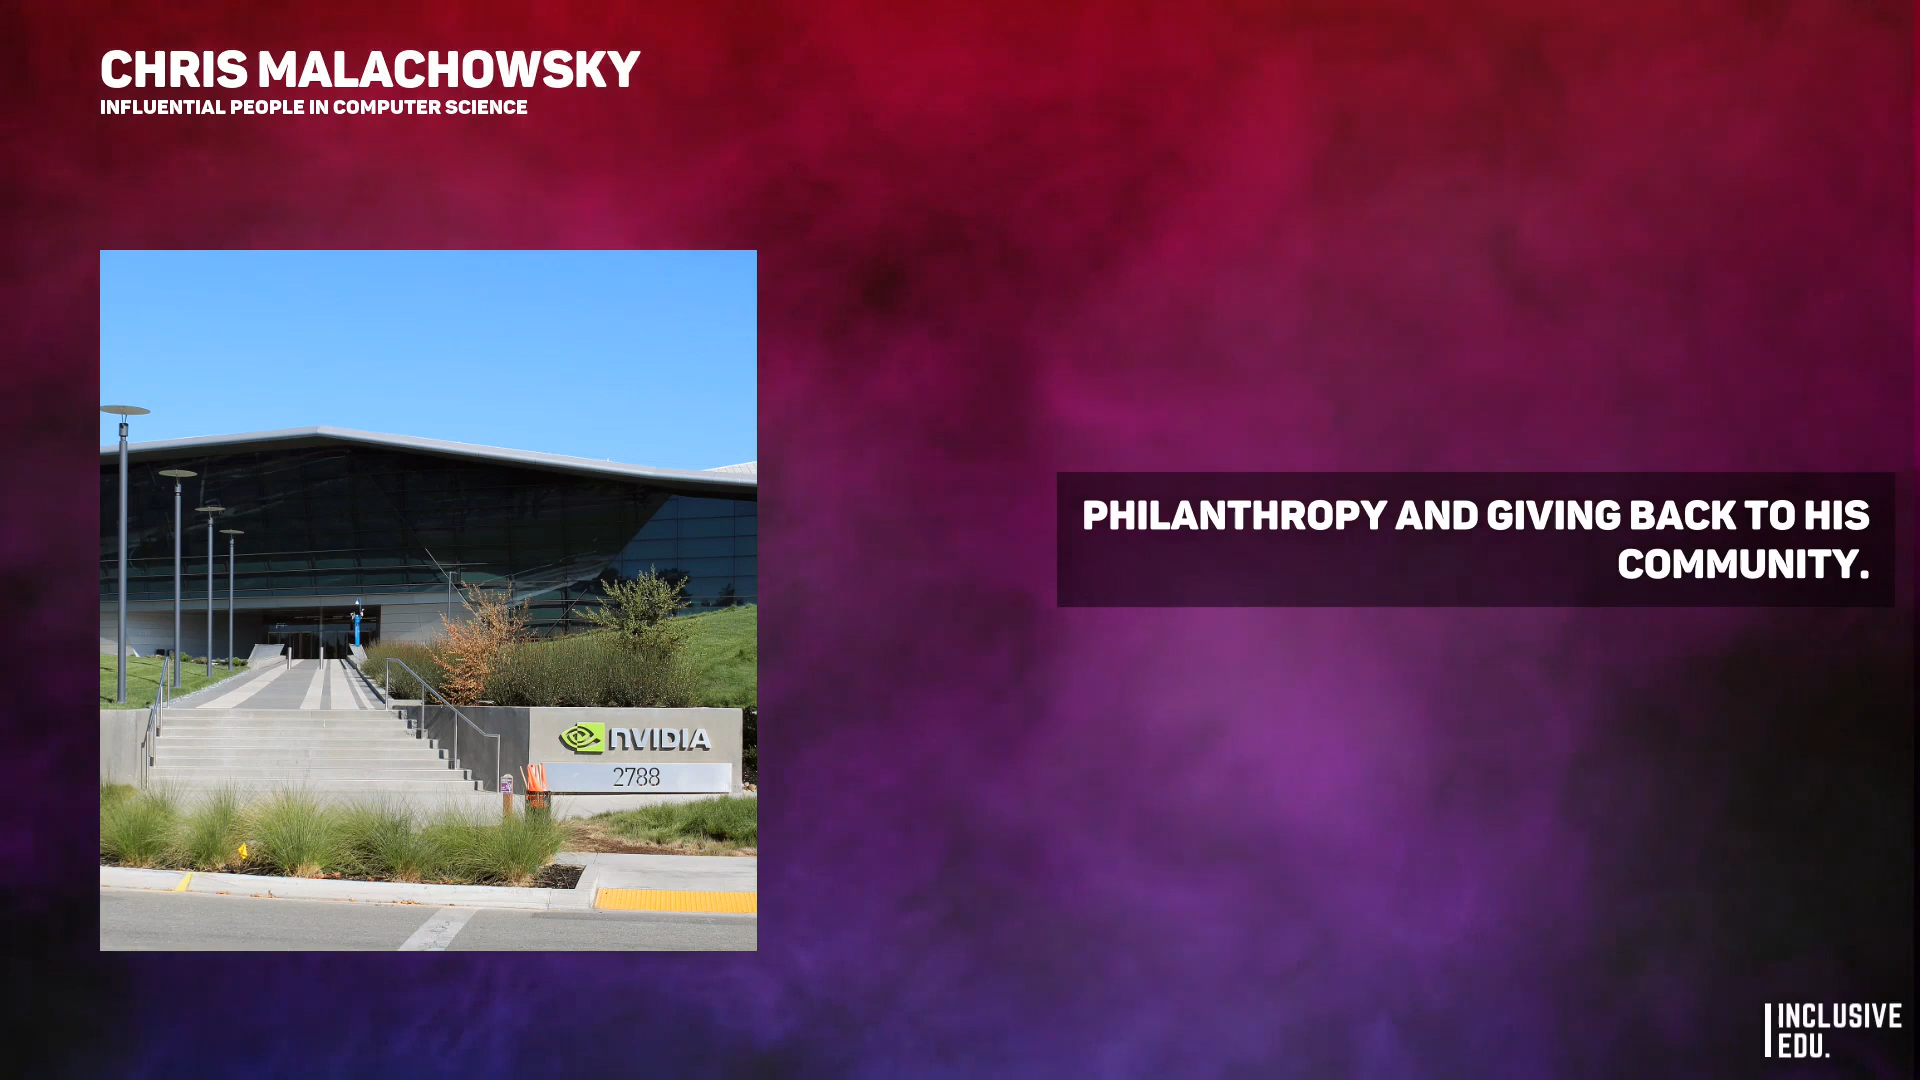 CHRIS MALACHOWSKY
INFLUENTIAL PEOPLE IN COMPUTER SCIENCE
PHILANTHROPY AND GIVING BACK TO HIS
COMMUNITY.
NVIDIA
2788
INCLUSIVE
EDU.